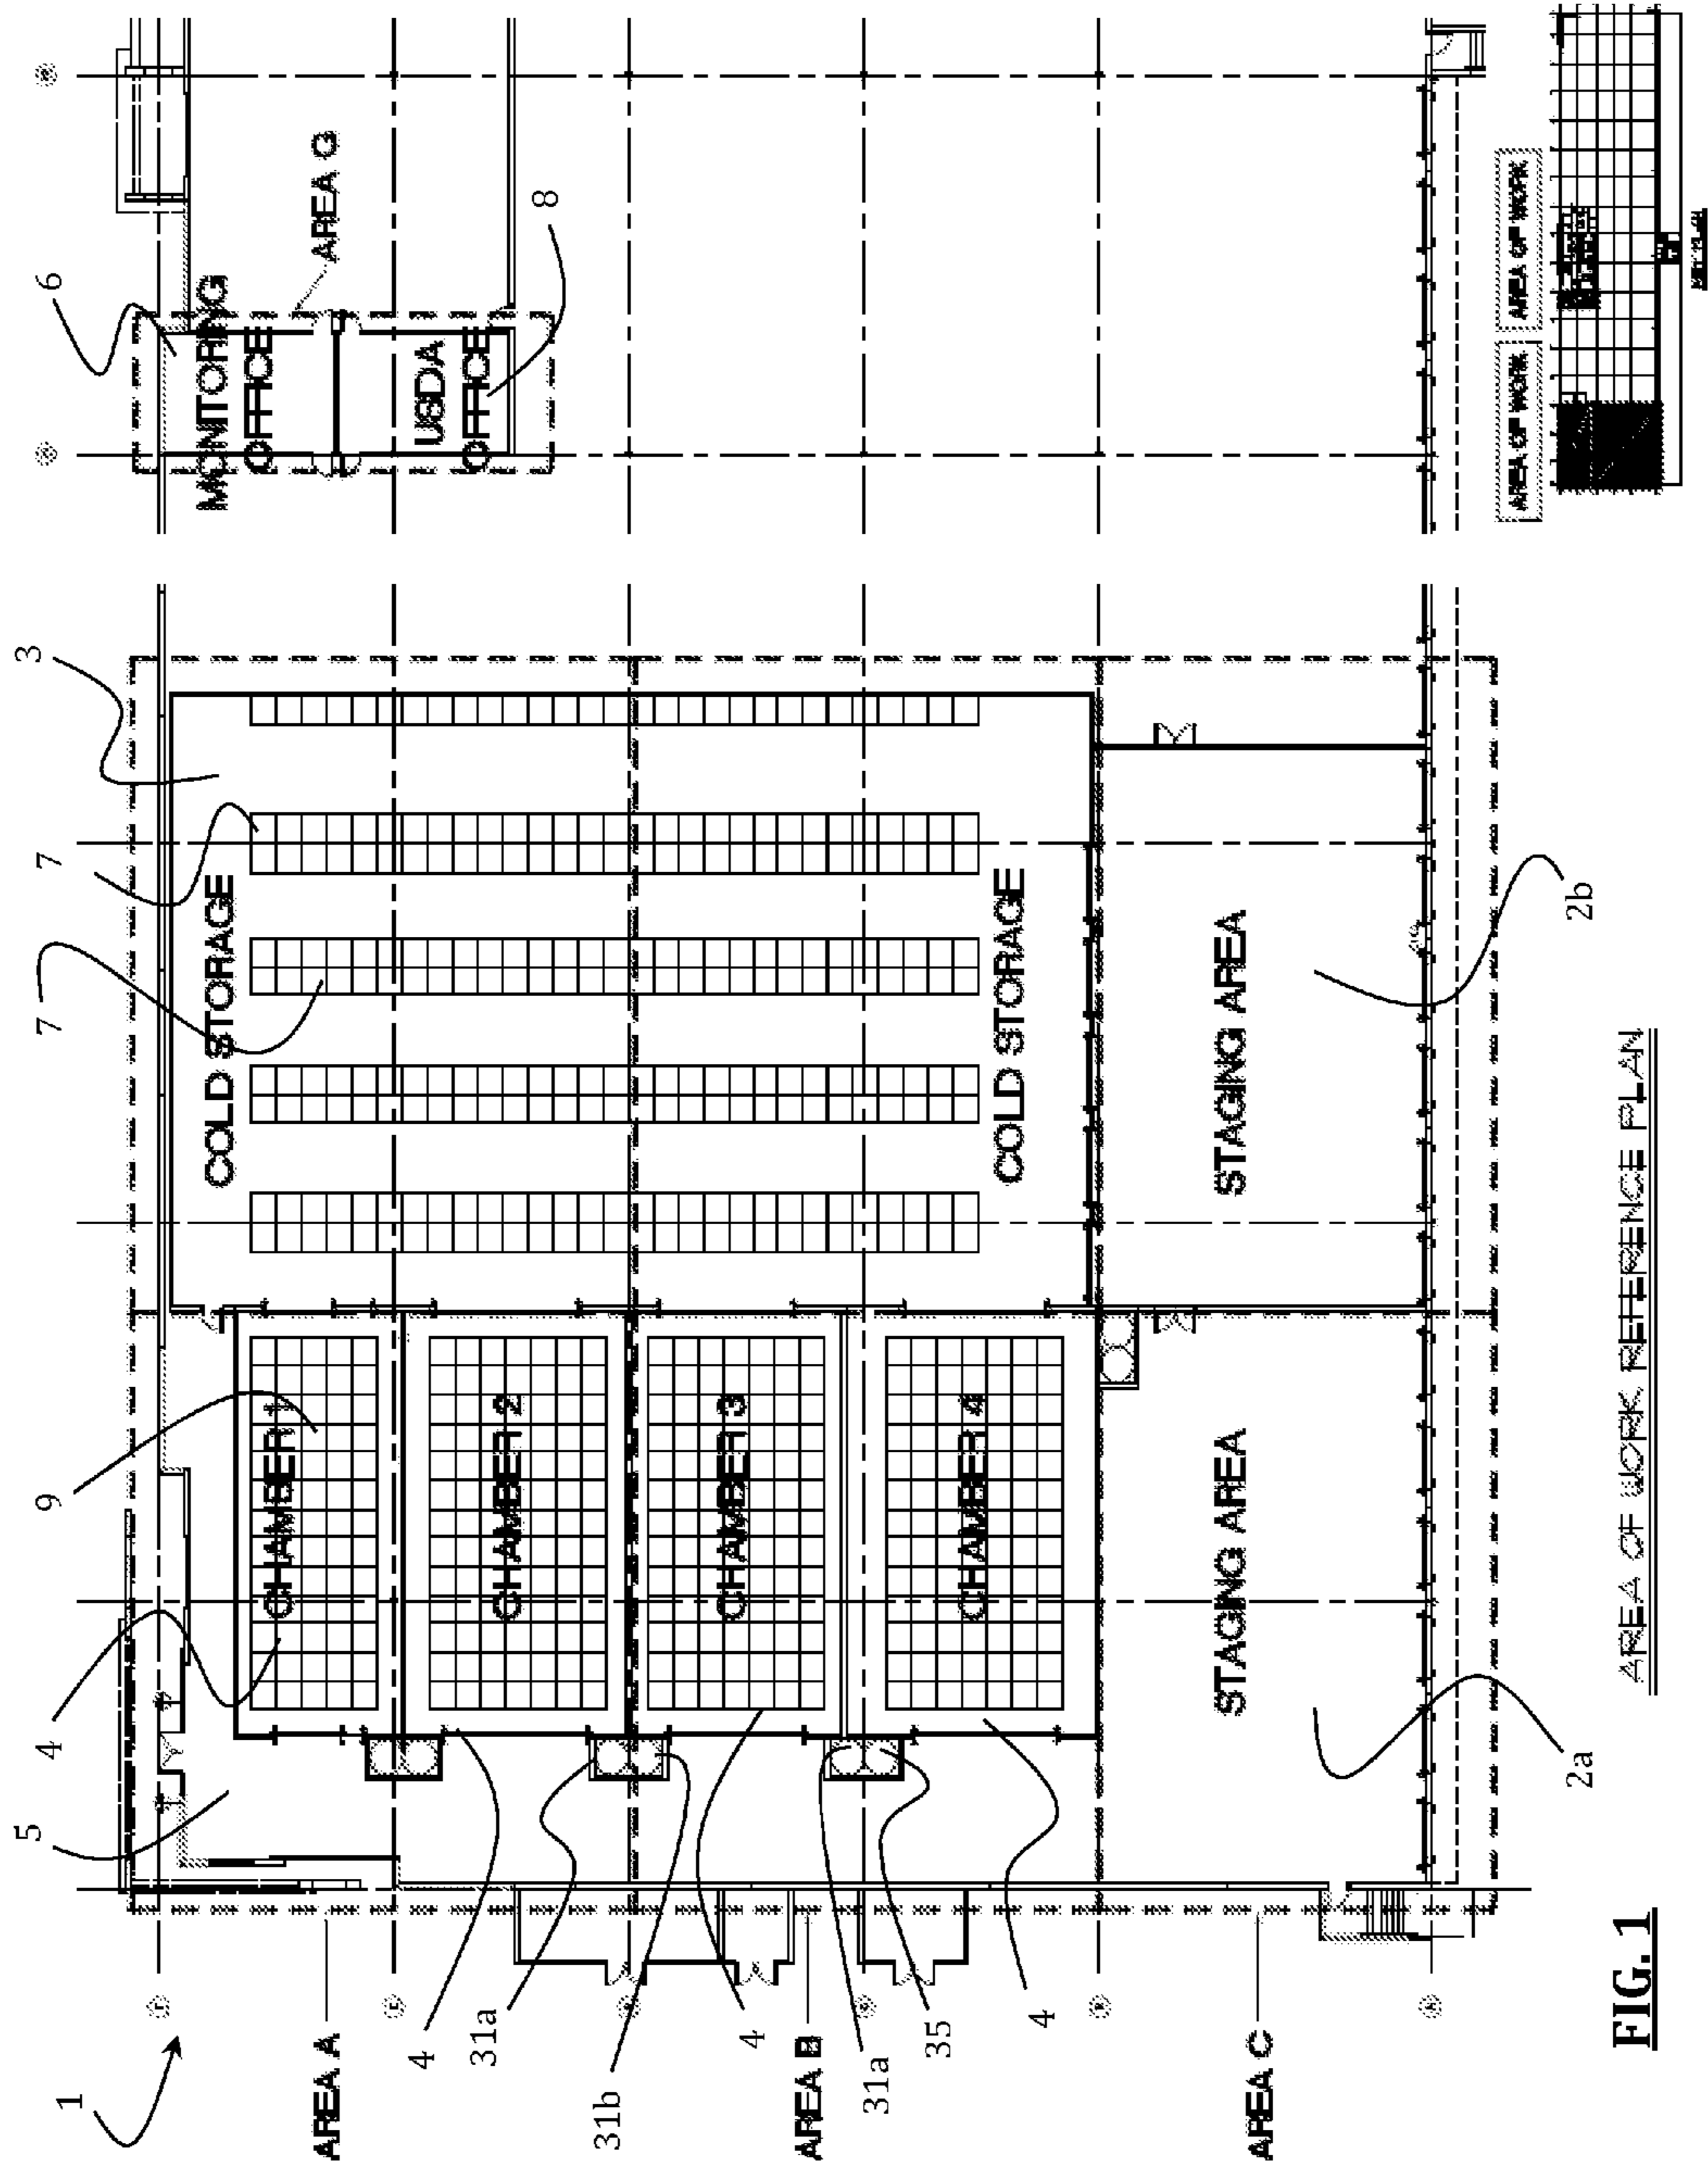 1
5
4
9
7
7
3
6
AREA A
4
31a
31b
4
AREA B
31a
35
4
AREA C
CHAMBER 1
CHAMBER 2
CHAMBER 3
CHAMBER 4
COLD STORAGE
COLD STORAGE
STAGING AREA
STAGING AREA
2a
2b
MONITORING
OFFICE
USDA
OFFICE
AREA G
8
AREA OF WORK REFERENCE PLAN
AREA OF WORK
AREA OF WORK
KEY PLAN
FIG. 1